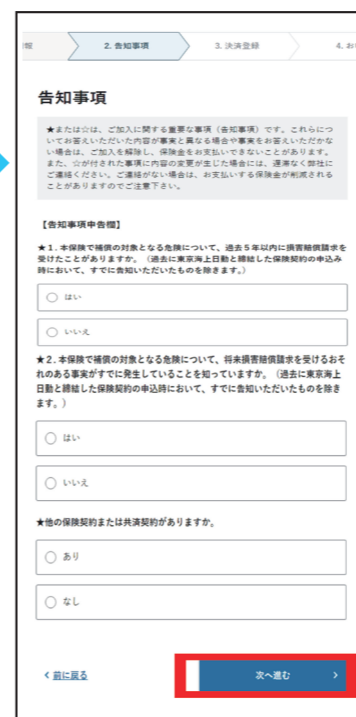 報
2. 告知事項
3. 決済登録
4. お
告知事項
★または☆は、ご加入に関する重要な事項（告知事項）です。これらにつ
いてお答えいただいた内容が事実と異なる場合や事実をお答えいただかな
い場合は、ご加入を解除し、保険金をお支払いできないことがあります。
また、☆が付された事項に内容の変更が生じた場合には、遅滞なく弊社に
ご連絡ください。ご連絡がない場合は、お支払いする保険金が削減される
ことがありますのでご注意下さい。
【告知事項申告欄】
★１. 本保険で補償の対象となる危険について、過去５年以内に損害賠償請求を
受けたことがありますか。（過去に東京海上日動と締結した保険契約の申込み
時において、すでに告知いただいたものを除きます。）
はい
いいえ
★２. 本保険で補償の対象となる危険について、将来損害賠償請求を受けるおそ
れのある事実がすでに発生していることを知っていますか。（過去に東京海上
日動と締結した保険契約の申込時において、すでに告知いただいたものを除き
ます。）
はい
いいえ
★他の保険契約または共済契約がありますか。
あり
なし
< 前に戻る
次へ進む >